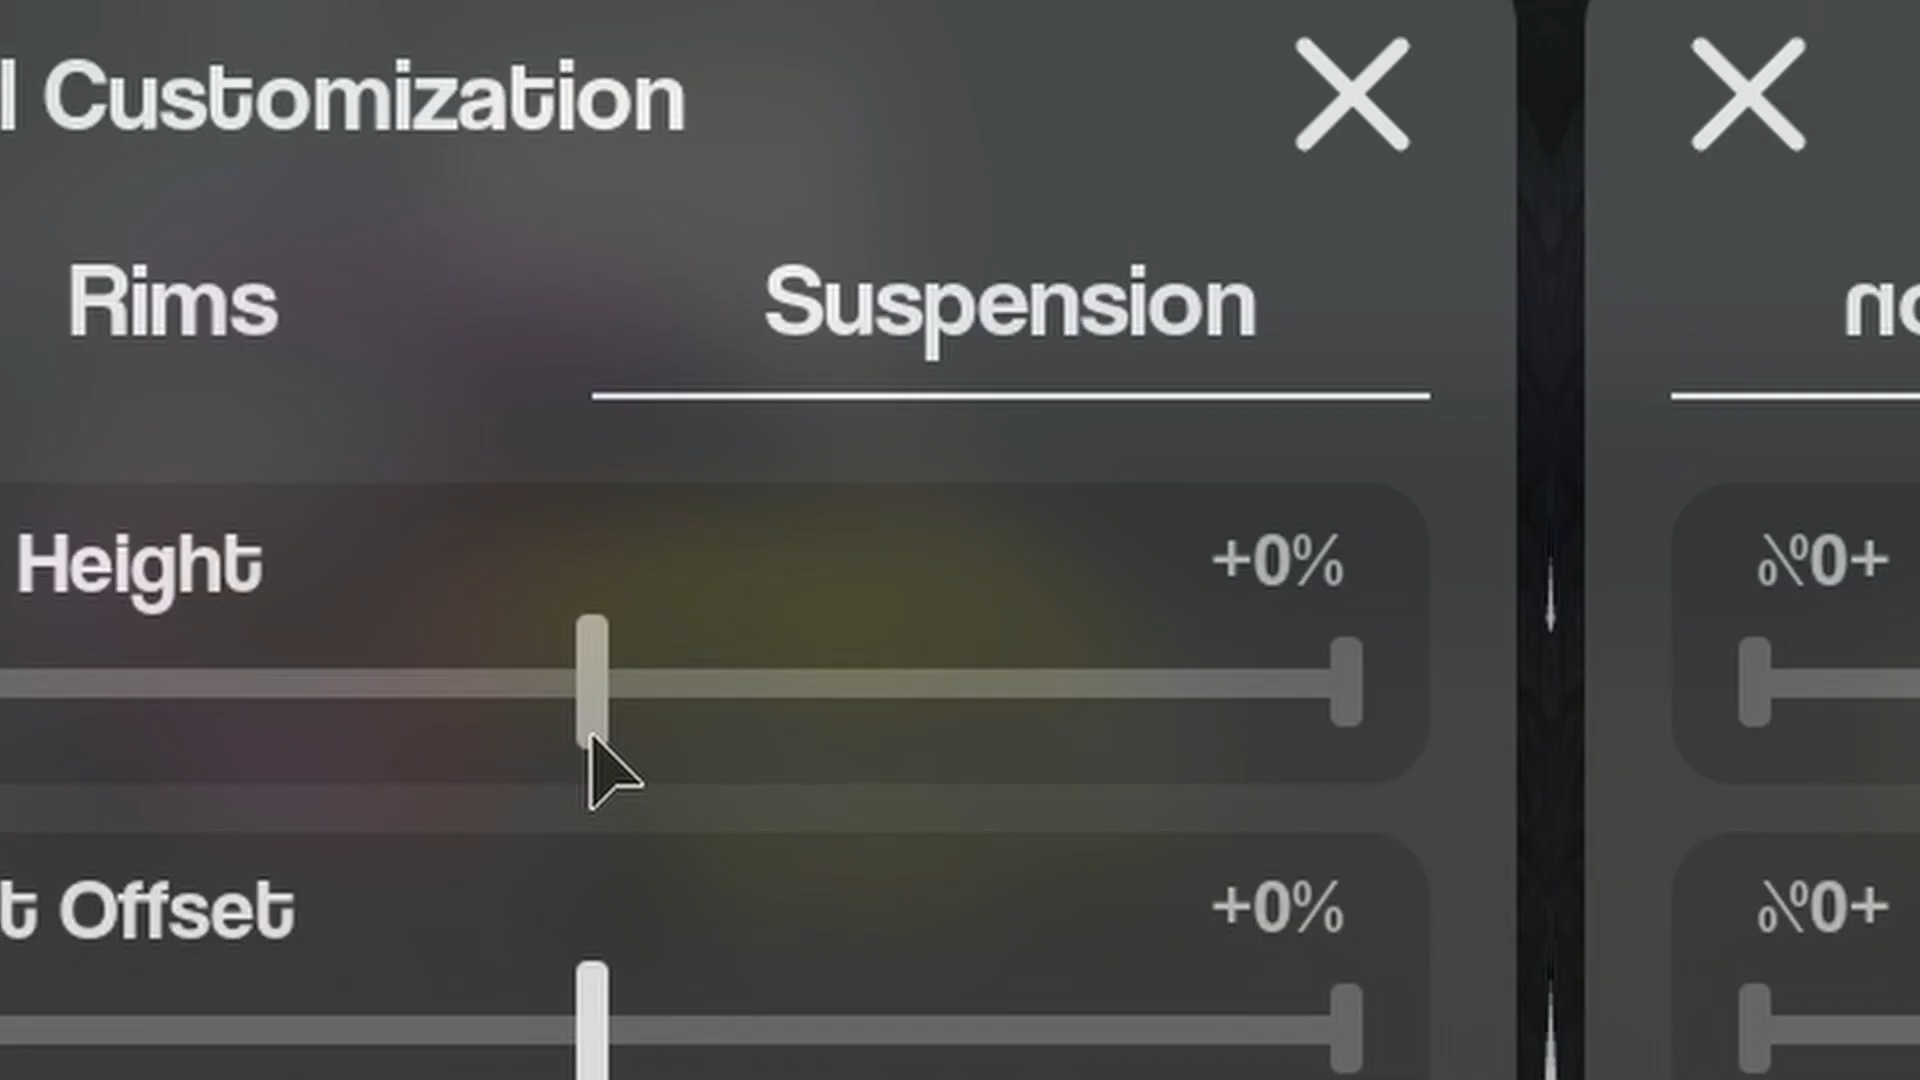 l Customization
Rims Suspension
Height +0%
t Offset +0%